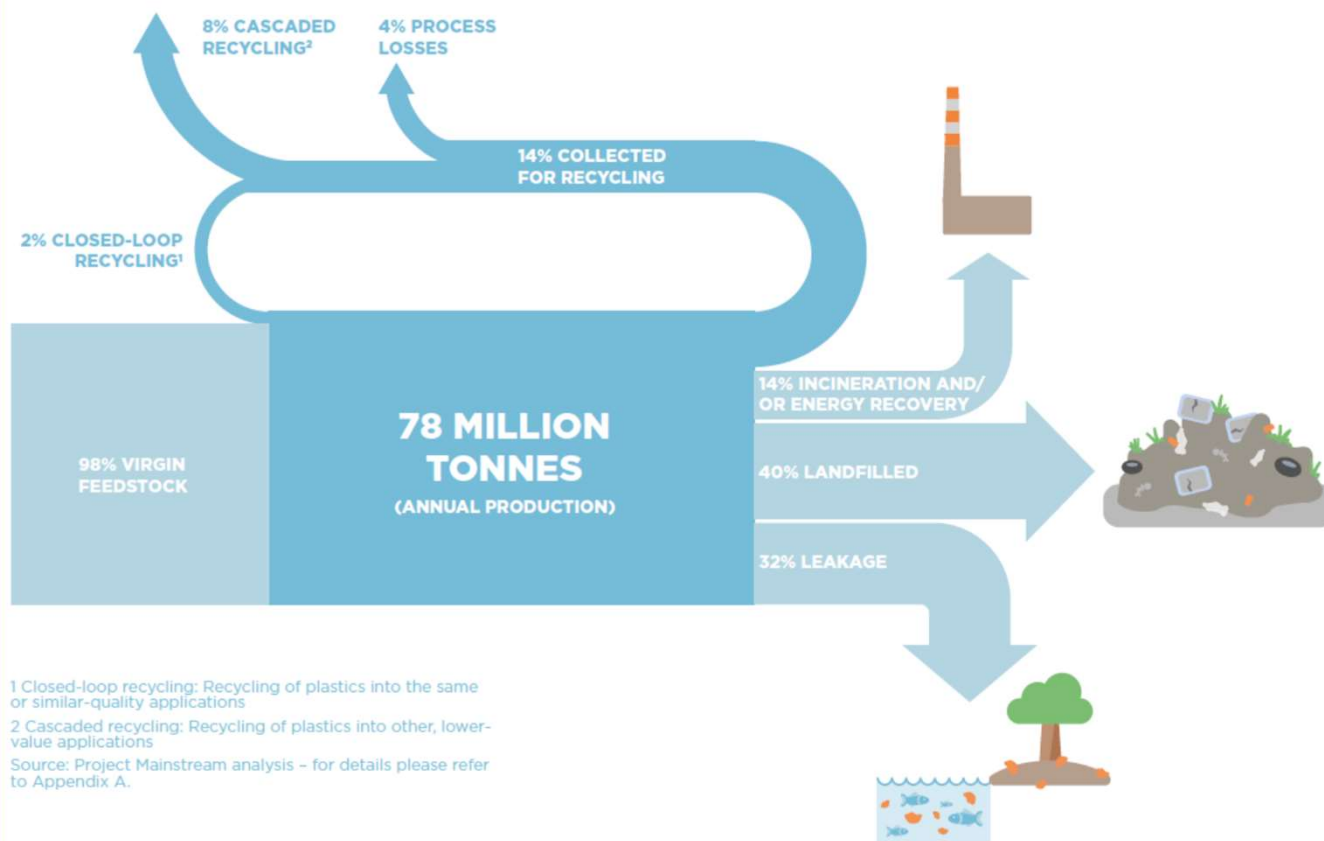 8% CASCADED
RECYCLING²
4% PROCESS
LOSSES
14% COLLECTED
FOR RECYCLING
2% CLOSED-LOOP
RECYCLING¹
98% VIRGIN
FEEDSTOCK
78 MILLION
TONNES
(ANNUAL PRODUCTION)
14% INCINERATION AND/
OR ENERGY RECOVERY
40% LANDFILLED
32% LEAKAGE
1 Closed-loop recycling: Recycling of plastics into the same
or similar-quality applications
2 Cascaded recycling: Recycling of plastics into other, lower-
value applications
Source: Project Mainstream analysis – for details please refer
to Appendix A.